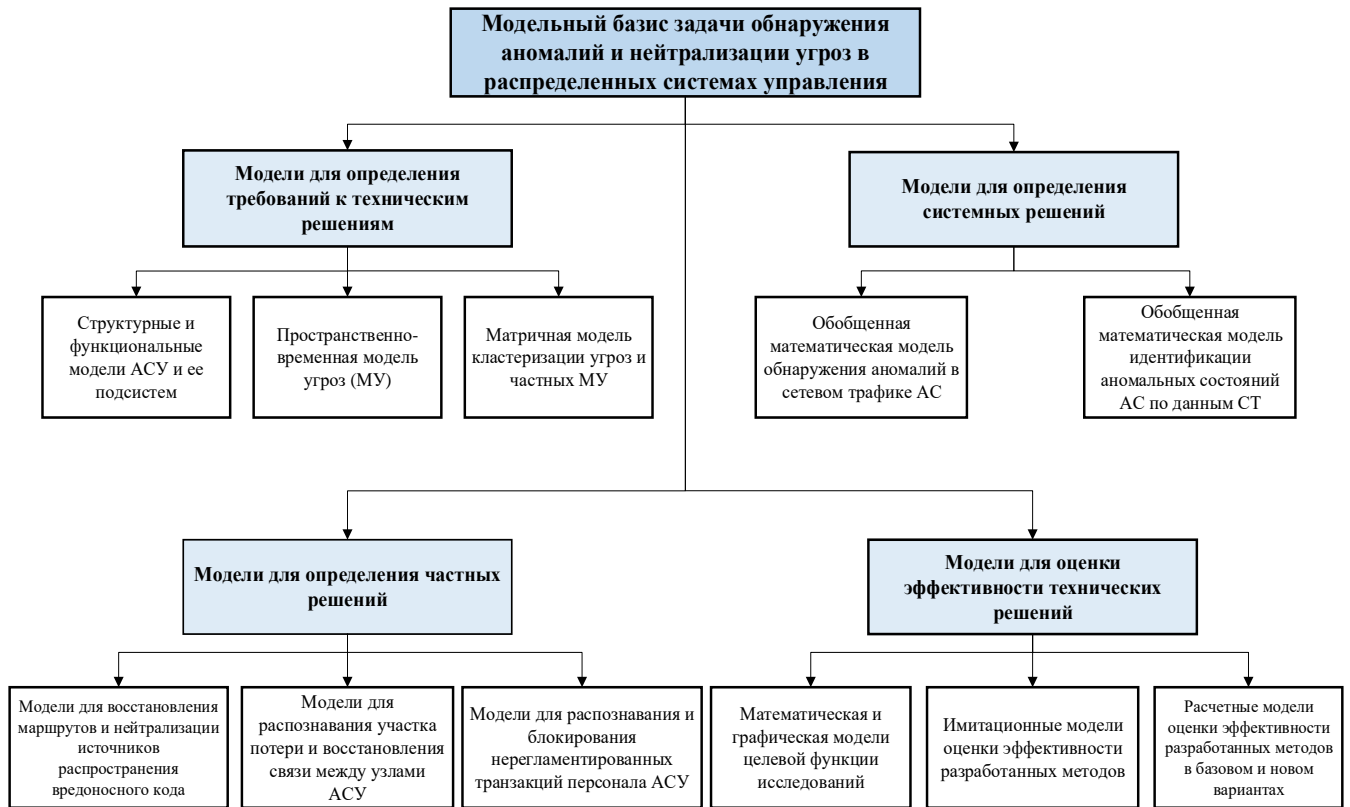 Модельный базис задачи обнаружения
аномалий и нейтрализации угроз в
распределенных системах управления
Модели для определения
требований к техническим
решениям
Модели для определения
системных решений
Структурные и
функциональные
модели АСУ и ее
подсистем
Пространственно-
временная модель
угроз (МУ)
Матричная модель
кластеризации угроз и
частных МУ
Обобщенная
математическая модель
обнаружения аномалий в
сетевом трафике АС
Обобщенная
математическая модель
идентификации
аномальных состояний
АС по данным СТ
Модели для определения частных
решений
Модели для оценки
эффективности технических
решений
Модели для восстановления
маршрутов и нейтрализации
источников
распространения
вредоносного кода
Модели для
распознавания участка
потери и восстановления
связи между узлами
АСУ
Модели для распознавания и
блокирования
нерегламентированных
транзакций персонала АСУ
Математическая и
графическая модели
целевой функции
исследований
Имитационные модели
оценки эффективности
разработанных методов
Расчетные модели
оценки эффективности
разработанных методов
в базовом и новом
вариантах